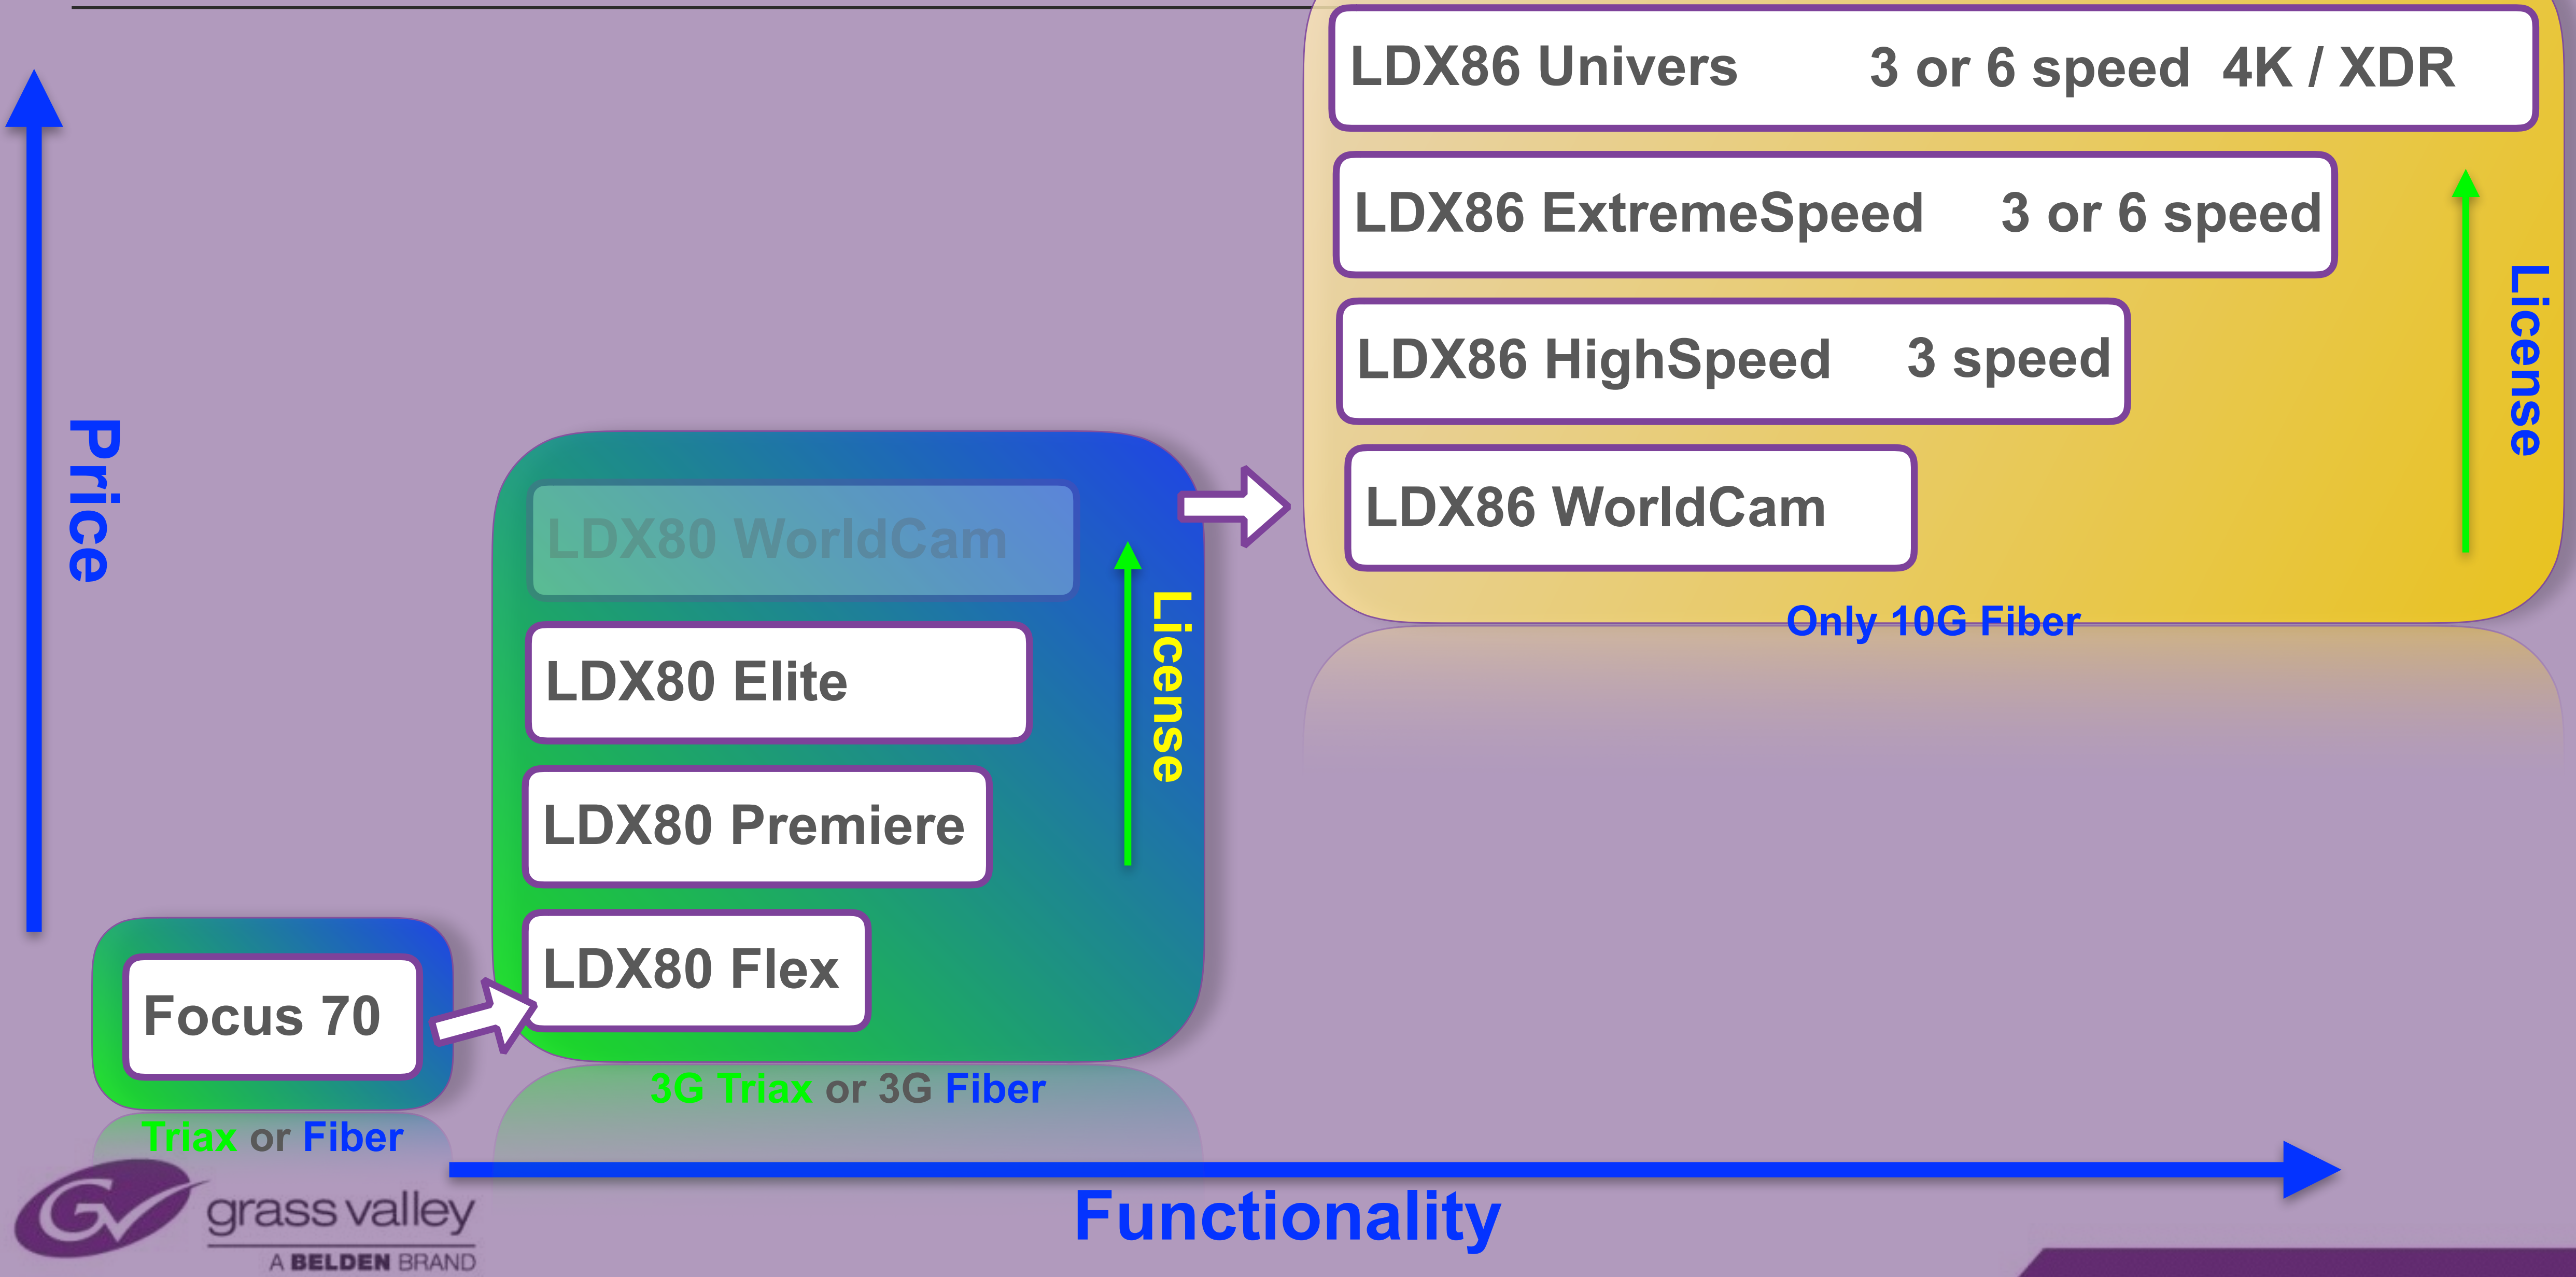 LDX86 Univers 3 or 6 speed 4K / XDR
LDX86 ExtremeSpeed 3 or 6 speed
LDX86 HighSpeed 3 speed
LDX86 WorldCam
License
Only 10G Fiber
Price
LDX80 WorldCam
LDX80 Elite
LDX80 Premiere
LDX80 Flex
License
3G Triax or 3G Fiber
Focus 70
Triax or Fiber
Functionality
GV
grass valley
A BELDEN BRAND